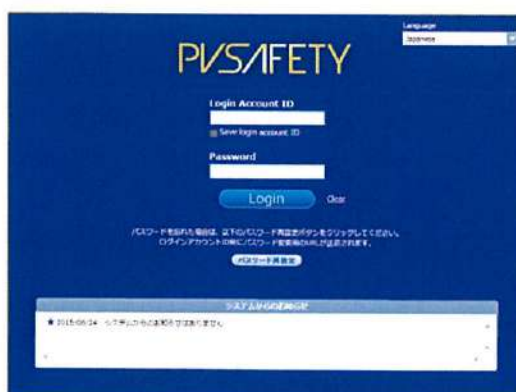 Language
Japanese
PVSAFETY
Login Account ID
Save login account ID
Password
Login Clear
パスワードを忘れた場合は、以下のパスワード再設定ボタンをクリックしてください。
ログインアカウントの宛にパスワード変更用のURLが送信されます。
パスワード再設定
システムからのお知らせ
★ 2015/06/24 システムからのお知らせはありません